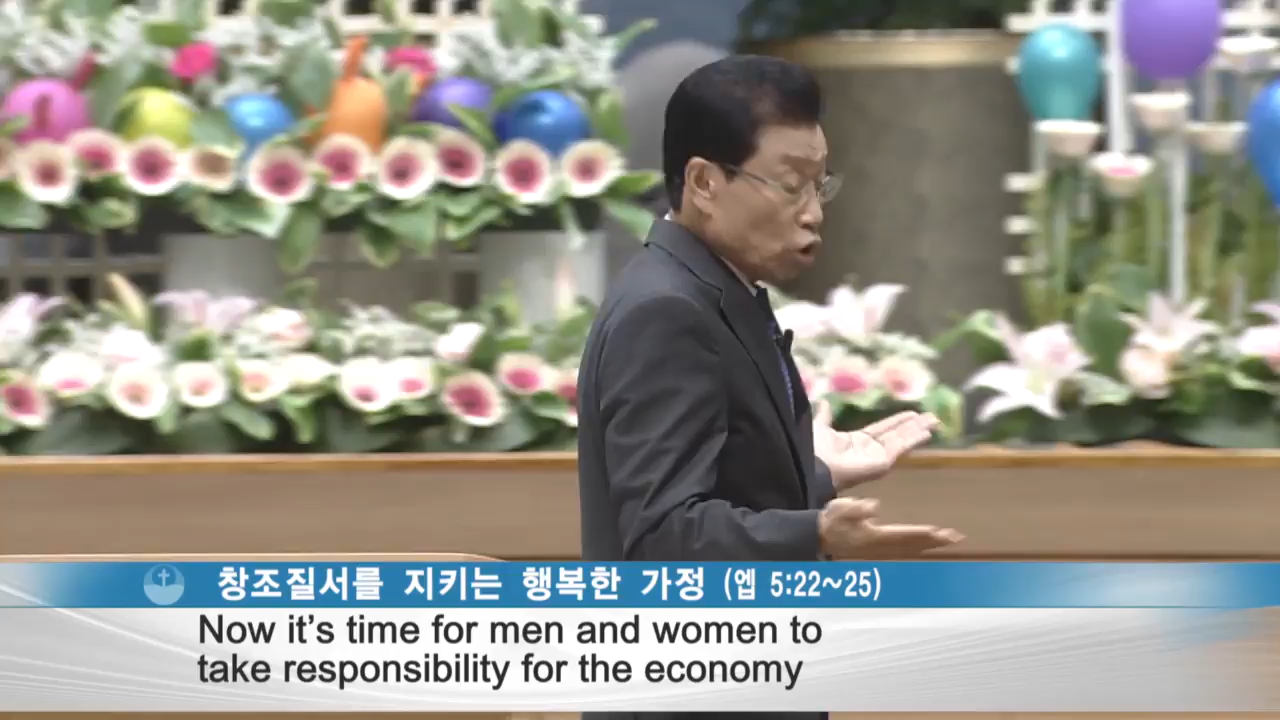 창조질서를 지키는 행복한 가정 (엡 5:22~25)
Now it's time for men and women to
take responsibility for the economy